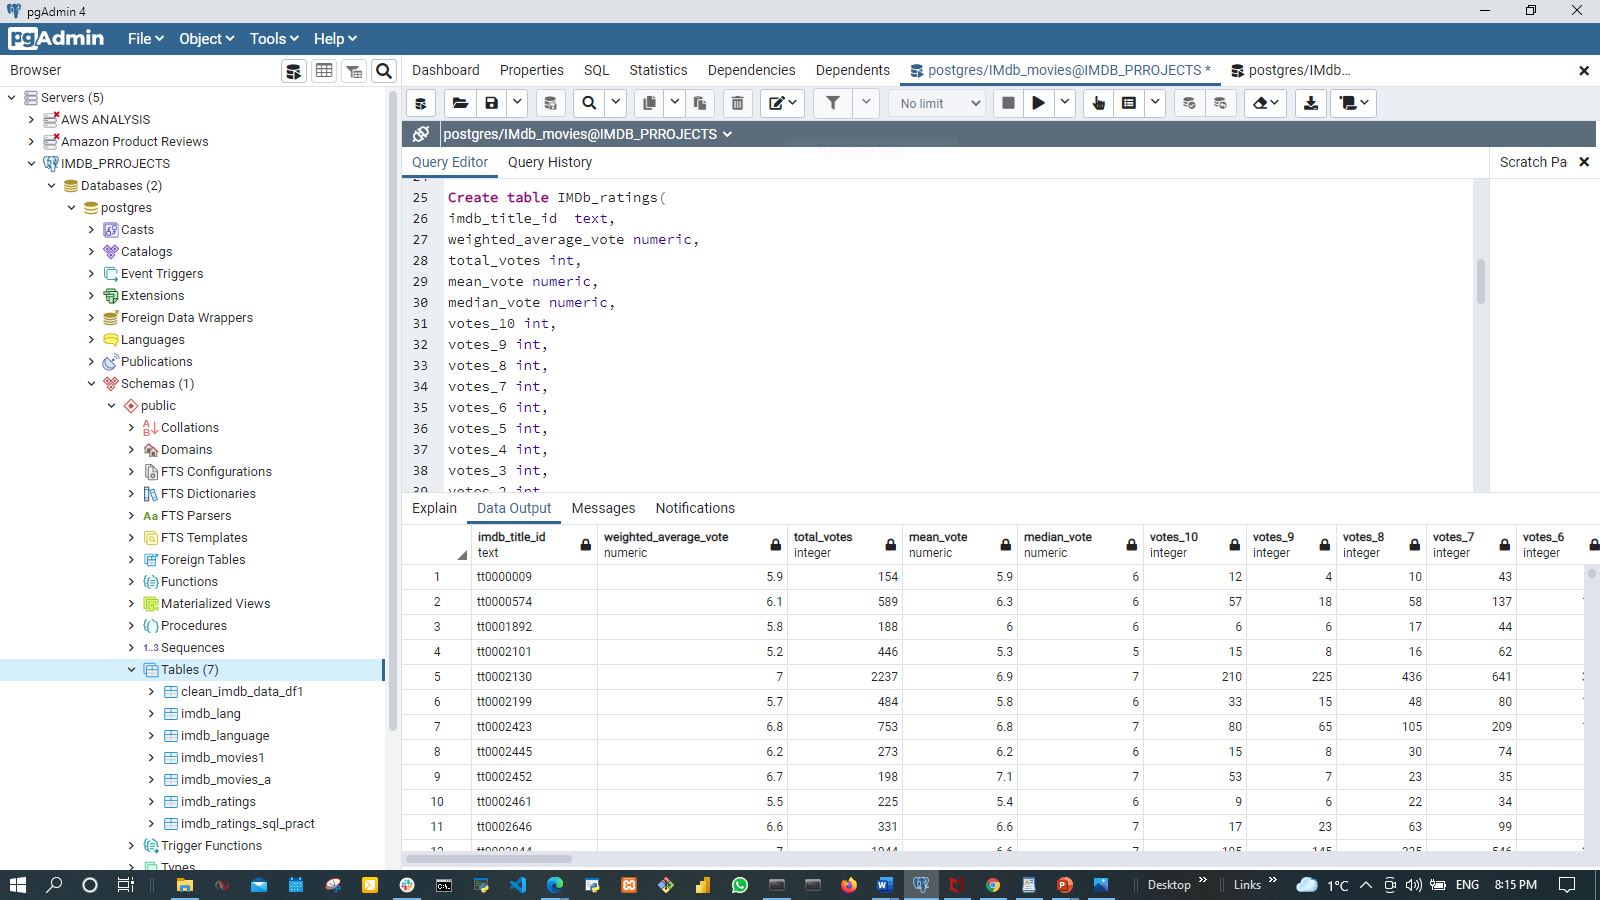 pgAdmin 4
pgAdmin File Object Tools Help
Browser
Dashboard Properties SQL Statistics Dependencies Dependents postgres/IMdb_movies@IMDB_PRROJECTS * postgres/IMdb...
No limit
postgres/IMdb_movies@IMDB_PRROJECTS
Query Editor Query History
Scratch Pa
Servers (5)
AWS ANALYSIS
Amazon Product Reviews
IMDB_PRROJECTS
Databases (2)
postgres
Casts
Catalogs
Event Triggers
Extensions
Foreign Data Wrappers
Languages
Publications
Schemas (1)
public
Collations
Domains
FTS Configurations
FTS Dictionaries
Aa FTS Parsers
FTS Templates
Foreign Tables
Functions
Materialized Views
Procedures
1..3 Sequences
Tables (7)
clean_imdb_data_df1
imdb_lang
imdb_language
imdb_movies1
imdb_movies_a
imdb_ratings
imdb_ratings_sql_pract
Trigger Functions
Types
25 Create table IMDb_ratings(
26 imdb_title_id text,
27 weighted_average_vote numeric,
28 total_votes int,
29 mean_vote numeric,
30 median_vote numeric,
31 votes_10 int,
32 votes_9 int,
33 votes_8 int,
34 votes_7 int,
35 votes_6 int,
36 votes_5 int,
37 votes_4 int,
38 votes_3 int,
39 votes_2 int
Explain Data Output Messages Notifications
imdb_title_id weighted_average_vote total_votes mean_vote median_vote votes_10 votes_9 votes_8 votes_7 votes_6
text numeric integer numeric numeric integer integer integer integer integer
1 tt0000009 5.9 154 5.9 6 12 4 10 43
2 tt0000574 6.1 589 6.3 6 57 18 58 137
3 tt0001892 5.8 188 6 6 6 6 17 44
4 tt0002101 5.2 446 5.3 5 15 8 16 62
5 tt0002130 7 2237 6.9 7 210 225 436 641
6 tt0002199 5.7 484 5.8 6 33 15 48 80
7 tt0002423 6.8 753 6.8 7 80 65 105 209
8 tt0002445 6.2 273 6.2 6 15 8 30 74
9 tt0002452 6.7 198 7.1 7 53 7 23 35
10 tt0002461 5.5 225 5.4 6 9 6 22 34
11 tt0002646 6.6 331 6.6 7 17 23 63 99
Desktop Links 1°C ENG 8:15 PM